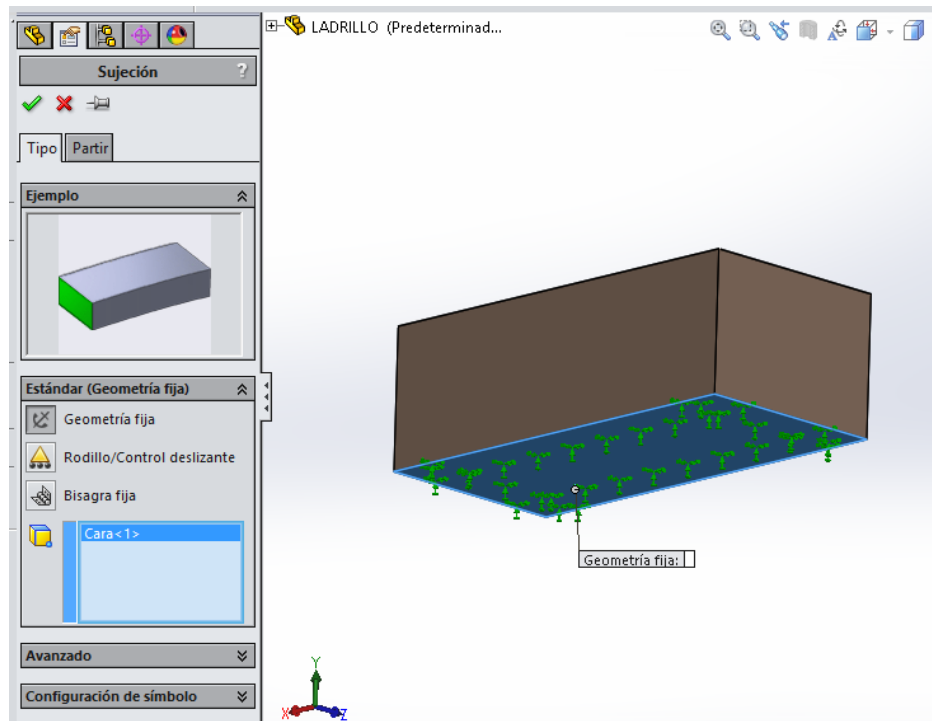 LADRILLO (Predeterminad...
Sujeción ?
Tipo Partir
Ejemplo
Estándar (Geometría fija)
Geometría fija
Rodillo/Control deslizante
Bisagra fija
Cara<1>
Geometría fija:
Avanzado
Configuración de símbolo
Y
X
Z